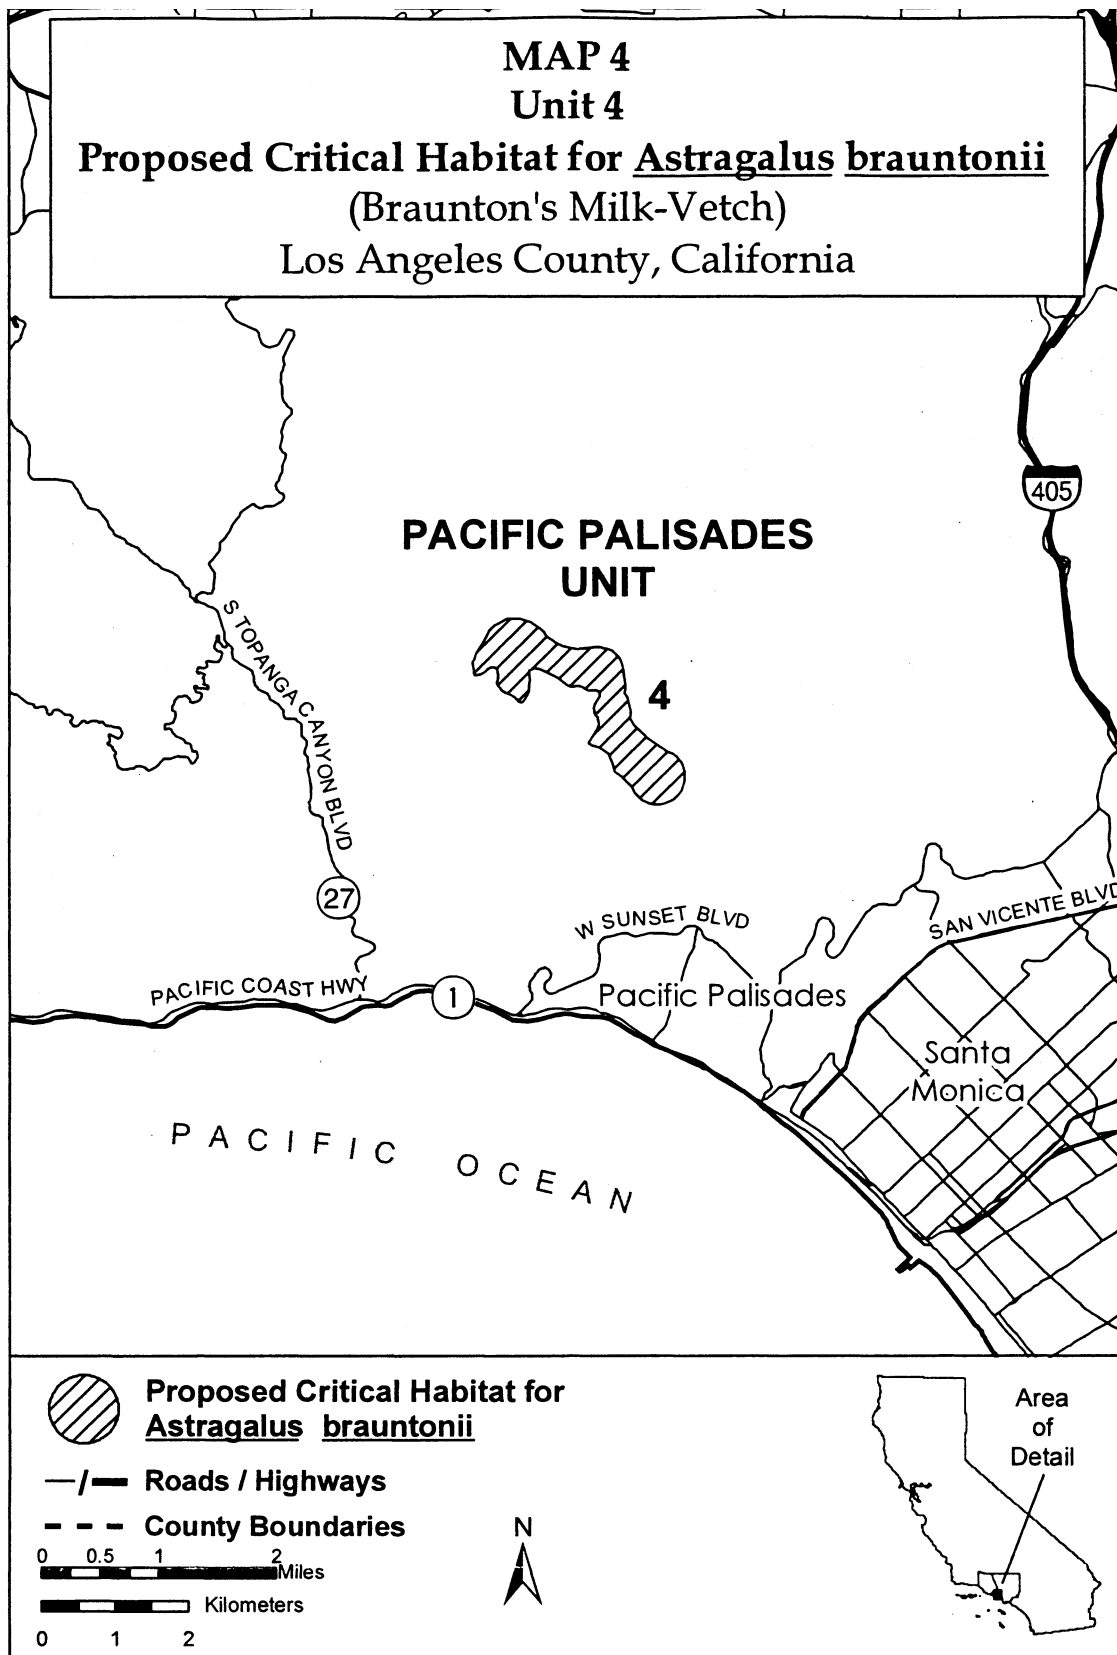 MAP 4
Unit 4
Proposed Critical Habitat for Astragalus brauntonii
(Braunton's Milk-Vetch)
Los Angeles County, California
405
PACIFIC PALISADES
UNIT
4
S TOPANGA CANYON BLVD
27
W SUNSET BLVD
SAN VICENTE BLVD
PACIFIC COAST HWY
1
Pacific Palisades
Santa
Monica
PACIFIC OCEAN
Proposed Critical Habitat for
Astragalus brauntonii
Roads / Highways
County Boundaries
0 0.5 1 2
Miles
Kilometers
0 1 2
N
Area
of
Detail